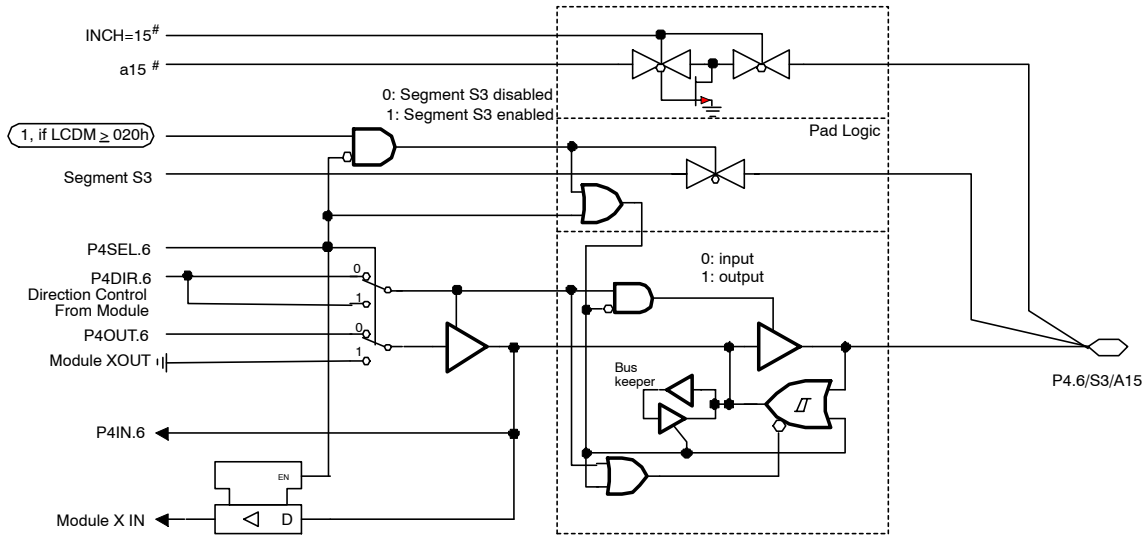 INCH=15#
a15 #
0: Segment S3 disabled
1: Segment S3 enabled
1, if LCDM ≥ 020h
Pad Logic
Segment S3
P4SEL.6
0: input
1: output
P4DIR.6
0
Direction Control
From Module
1
P4OUT.6
0
Module XOUT
1
Bus
keeper
P4.6/S3/A15
P4IN.6
EN
Module X IN
D